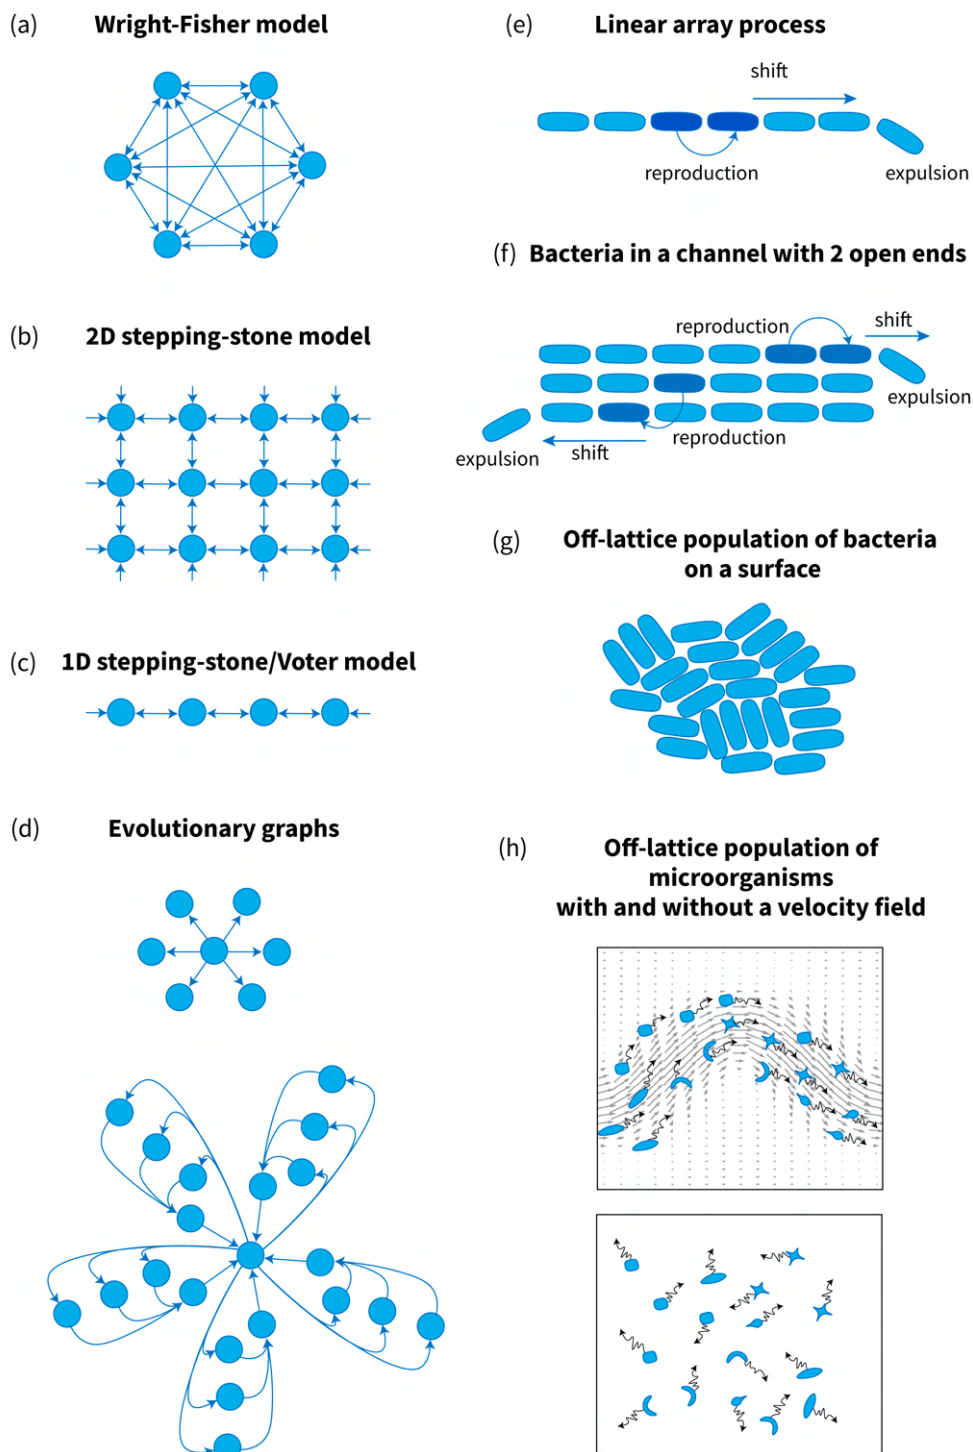 (a) Wright-Fisher model
(b) 2D stepping-stone model
(c) 1D stepping-stone/Voter model
(d) Evolutionary graphs
(e) Linear array process
shift
reproduction
expulsion
(f) Bacteria in a channel with 2 open ends
reproduction
shift
expulsion
reproduction
shift
expulsion
(g) Off-lattice population of bacteria
on a surface
(h) Off-lattice population of
microorganisms
with and without a velocity field